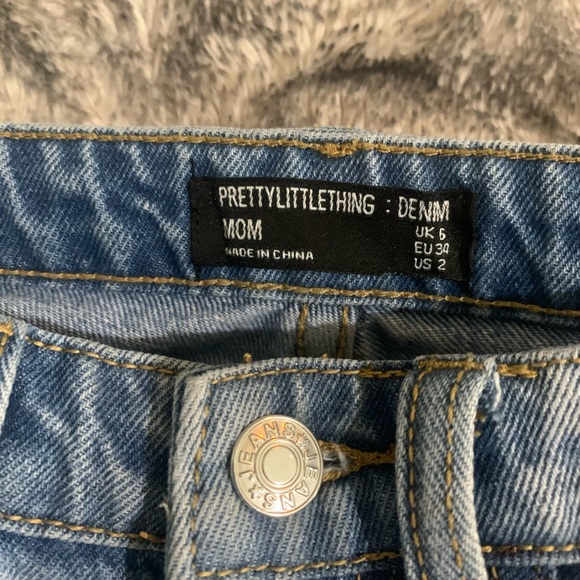 PRETTYLITTLETHING : DENIM
MOM
UK 6
EU 34
MADE IN CHINA
US 2
JEANS
JEANS